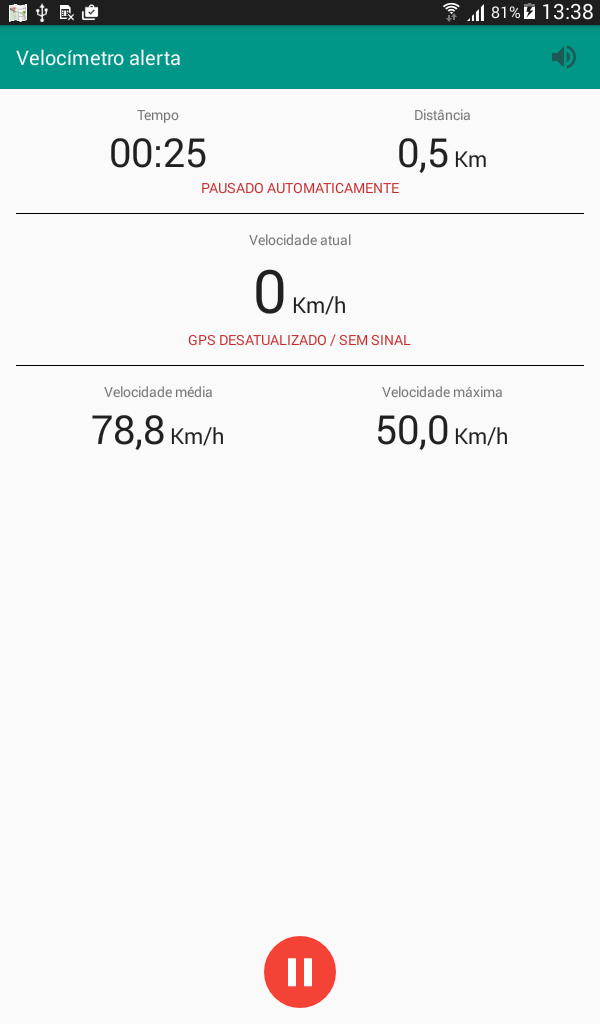 81% 13:38
Velocímetro alerta
Tempo Distância
00:25 0,5 Km
PAUSADO AUTOMATICAMENTE
Velocidade atual
0 Km/h
GPS DESATUALIZADO / SEM SINAL
Velocidade média Velocidade máxima
78,8 Km/h 50,0 Km/h